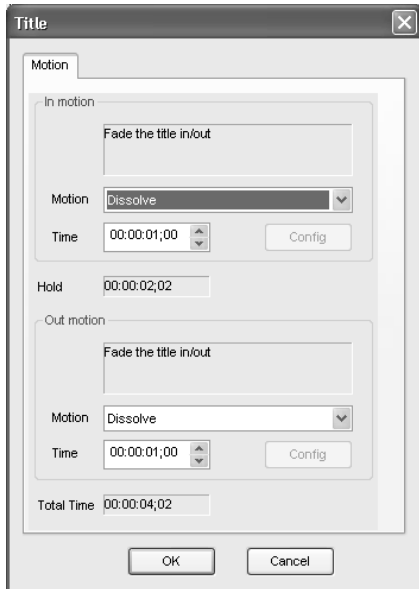 Title
Motion
In motion
Fade the title in/out
Motion Dissolve
Time 00:00:01;00 Config
Hold 00:00:02;02
Out motion
Fade the title in/out
Motion Dissolve
Time 00:00:01;00 Config
Total Time 00:00:04;02
OK Cancel